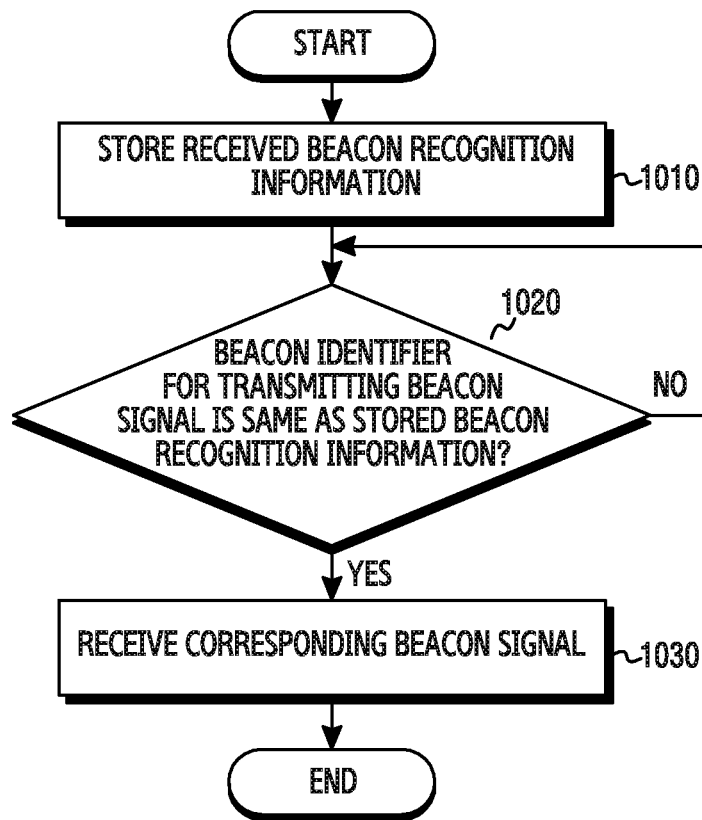 START
STORE RECEIVED BEACON RECOGNITION
INFORMATION
1010
1020
BEACON IDENTIFIER
FOR TRANSMITTING BEACON
SIGNAL IS SAME AS STORED BEACON
RECOGNITION INFORMATION?
NO
YES
RECEIVE CORRESPONDING BEACON SIGNAL
1030
END